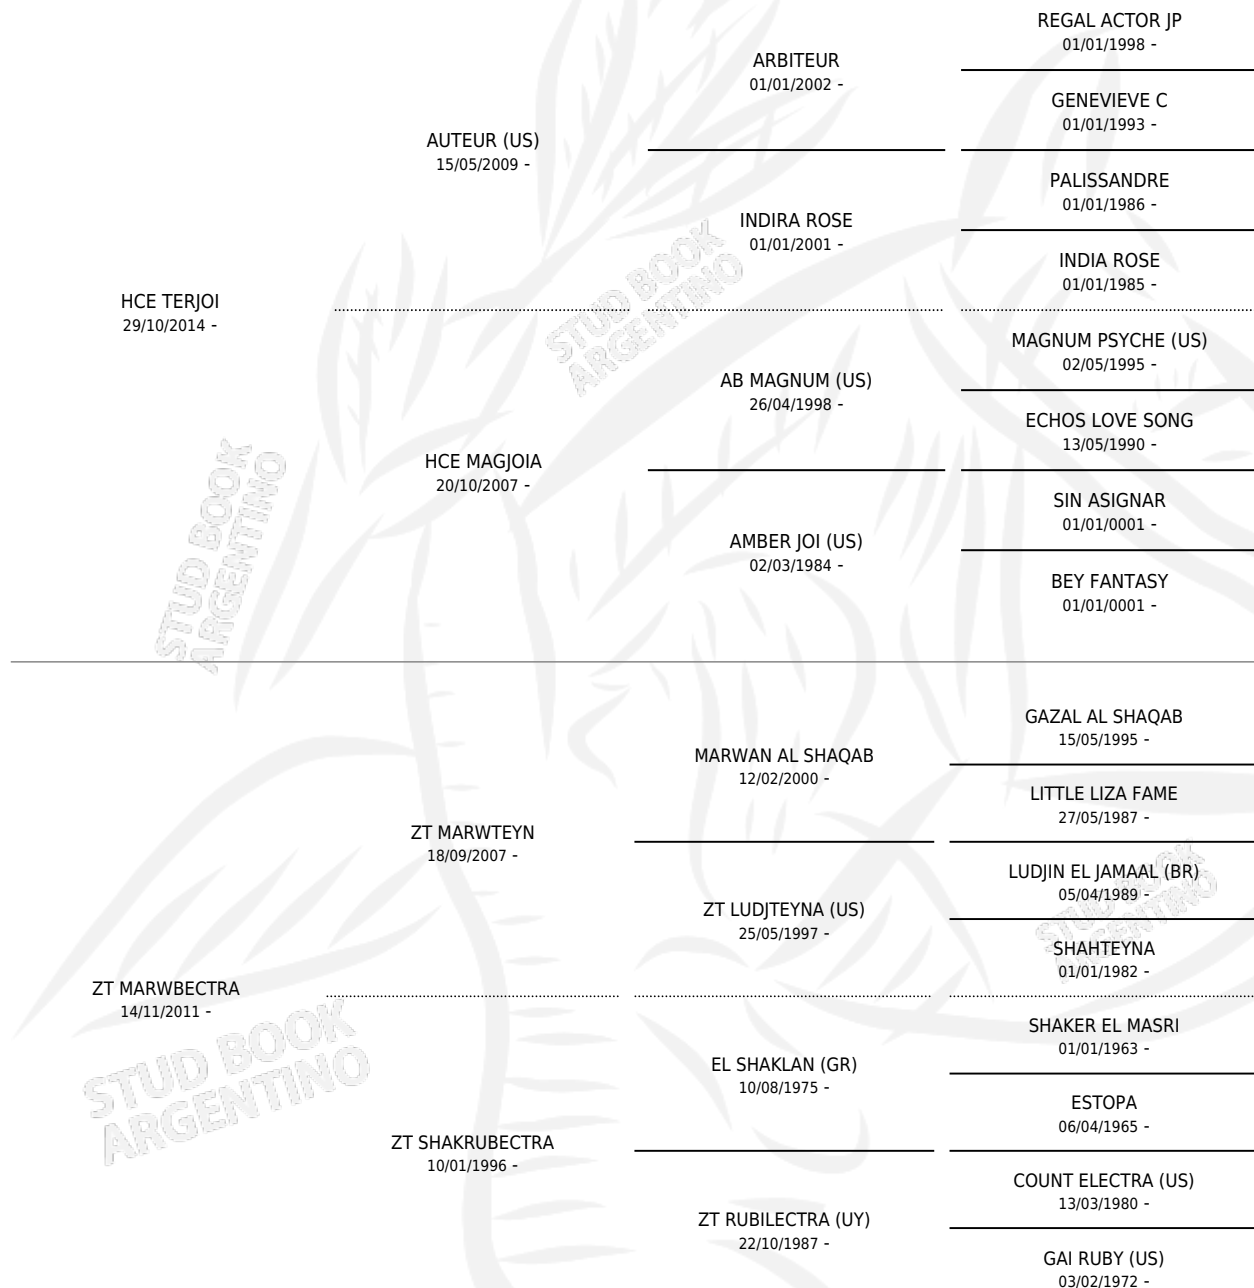 REGAL ACTOR JP
01/01/1998 -
ARBITEUR
01/01/2002 -
GENEVIEVE C
01/01/1993 -
AUTEUR (US)
15/05/2009 -
PALISSANDRE
01/01/1986 -
INDIRA ROSE
01/01/2001 -
INDIA ROSE
01/01/1985 -
HCE TERJOI
29/10/2014 -
MAGNUM PSYCHE (US)
02/05/1995 -
AB MAGNUM (US)
26/04/1998 -
ECHOS LOVE SONG
13/05/1990 -
HCE MAGJOIA
20/10/2007 -
SIN ASIGNAR
01/01/0001 -
AMBER JOI (US)
02/03/1984 -
BEY FANTASY
01/01/0001 -
GAZAL AL SHAQAB
15/05/1995 -
MARWAN AL SHAQAB
12/02/2000 -
LITTLE LIZA FAME
27/05/1987 -
ZT MARWTEYN
18/09/2007 -
LUDJIN EL JAMAAL (BR)
05/04/1989 -
ZT LUDJTEYNA (US)
25/05/1997 -
SHAHTEYNA
01/01/1982 -
ZT MARWBECTRA
14/11/2011 -
SHAKER EL MASRI
01/01/1963 -
EL SHAKLAN (GR)
10/08/1975 -
ESTOPA
06/04/1965 -
ZT SHAKRUBECTRA
10/01/1996 -
COUNT ELECTRA (US)
13/03/1980 -
ZT RUBILECTRA (UY)
22/10/1987 -
GAI RUBY (US)
03/02/1972 -
STUD BOOK
ARGENTINO
STUD BOOK
ARGENTINO
STUD BOOK
ARGENTINO
STUD BOOK
ARGENTINO